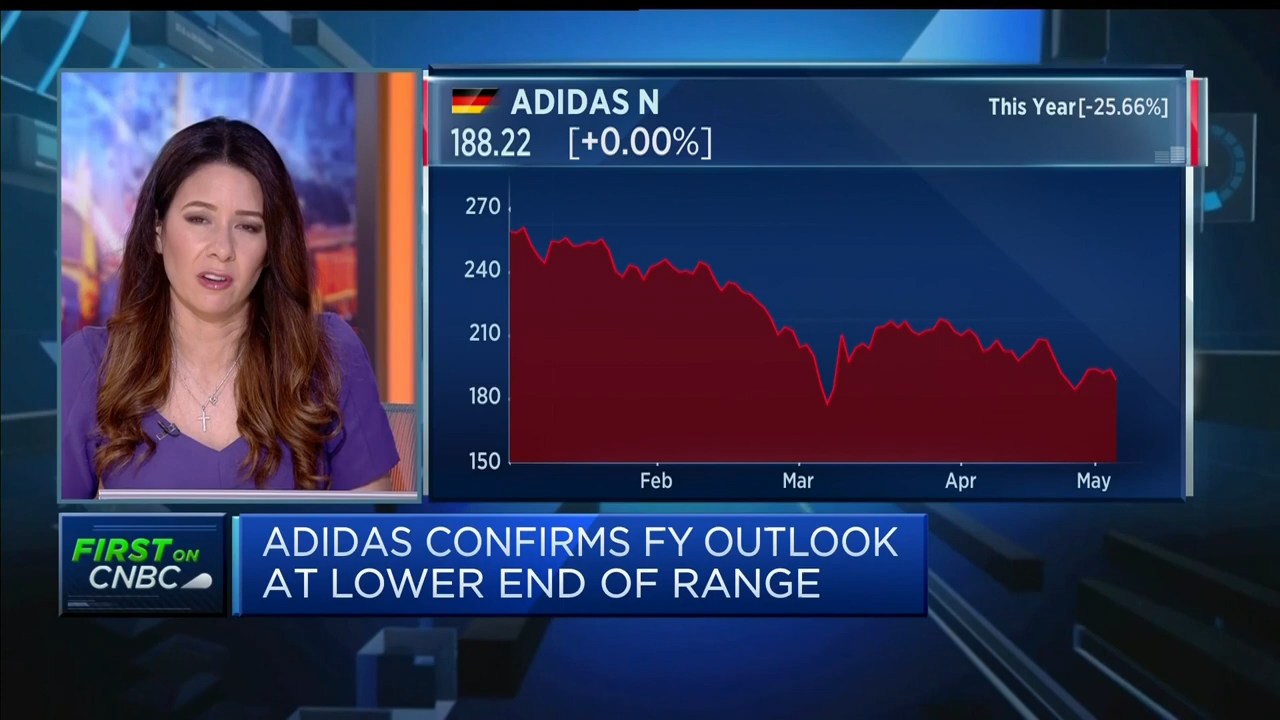 ADIDAS N
This Year[-25.66%]
188.22 [+0.00%]
270
240
210
180
150
Feb Mar Apr May
FIRST ON
CNBC
ADIDAS CONFIRMS FY OUTLOOK
AT LOWER END OF RANGE